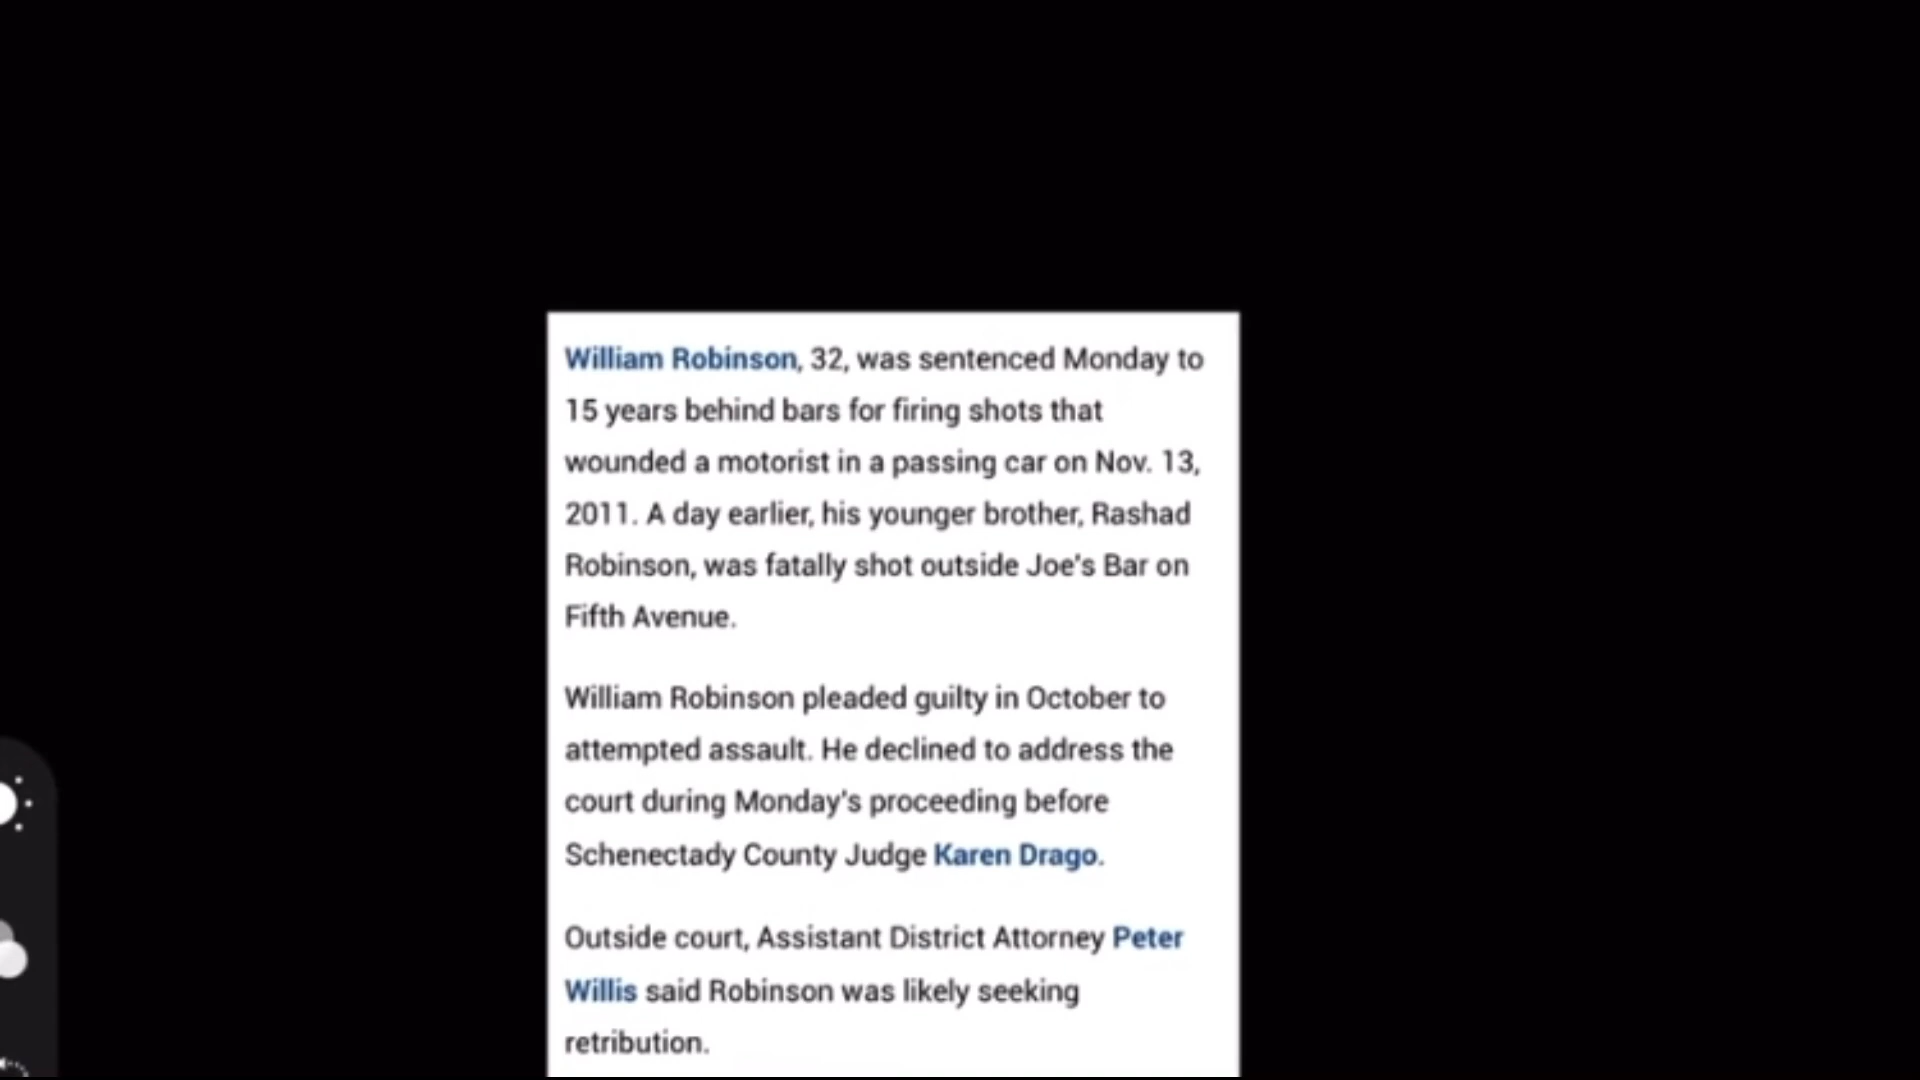 William Robinson, 32, was sentenced Monday to
15 years behind bars for firing shots that
wounded a motorist in a passing car on Nov. 13,
2011. A day earlier, his younger brother, Rashad
Robinson, was fatally shot outside Joe's Bar on
Fifth Avenue.
William Robinson pleaded guilty in October to
attempted assault. He declined to address the
court during Monday's proceeding before
Schenectady County Judge Karen Drago.
Outside court, Assistant District Attorney Peter
Willis said Robinson was likely seeking
retribution.